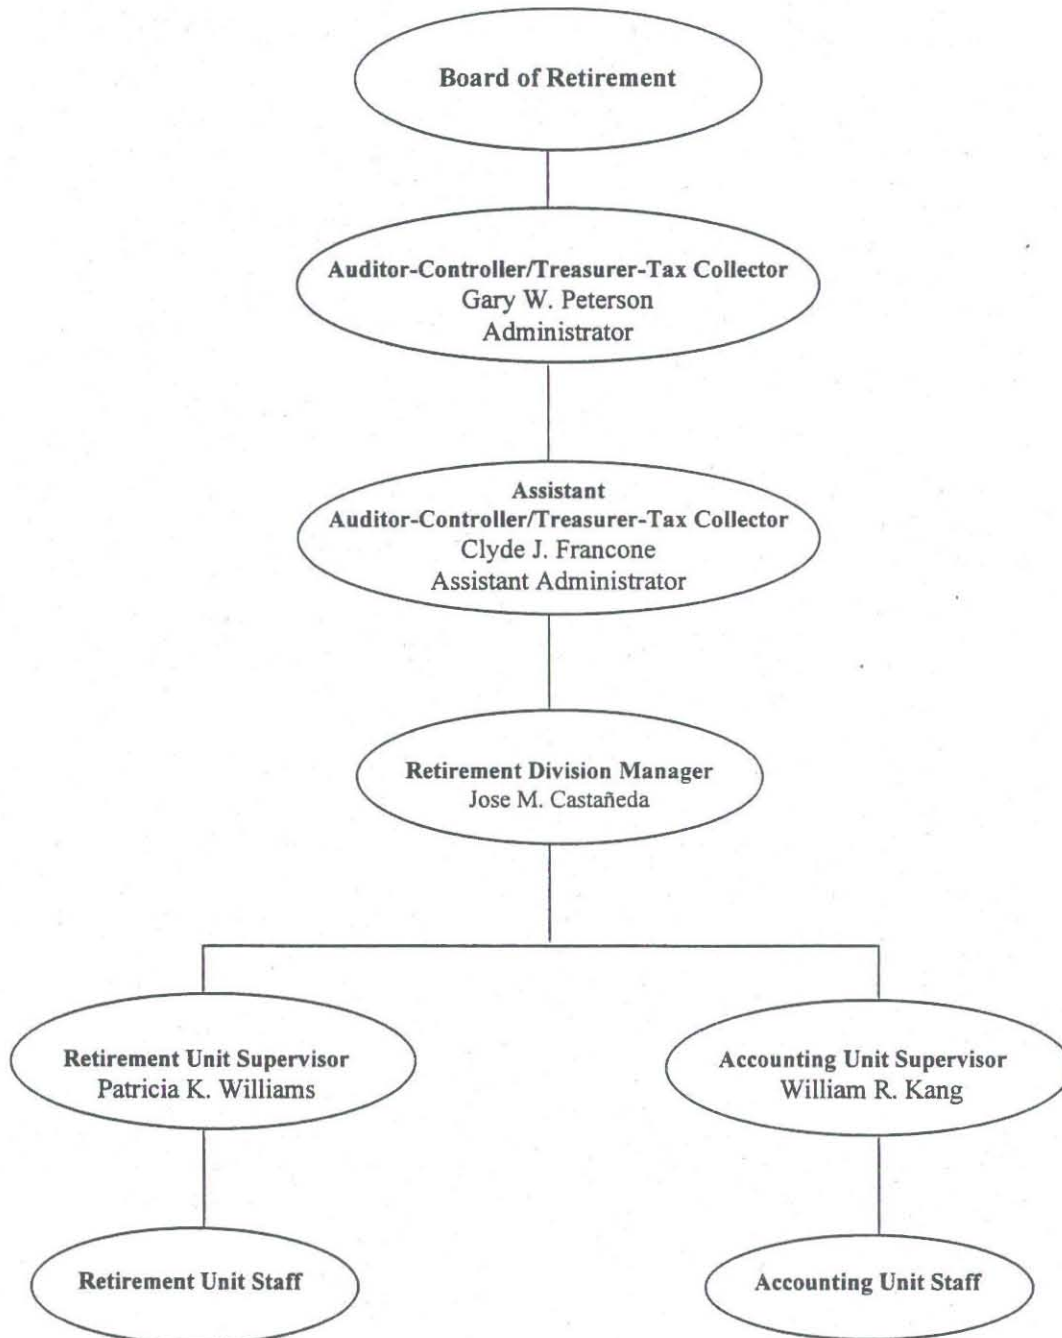 Board of Retirement
Auditor-Controller/Treasurer-Tax Collector
Gary W. Peterson
Administrator
Assistant
Auditor-Controller/Treasurer-Tax Collector
Clyde J. Francone
Assistant Administrator
Retirement Division Manager
Jose M. Castañeda
Retirement Unit Supervisor
Patricia K. Williams
Accounting Unit Supervisor
William R. Kang
Retirement Unit Staff
Accounting Unit Staff